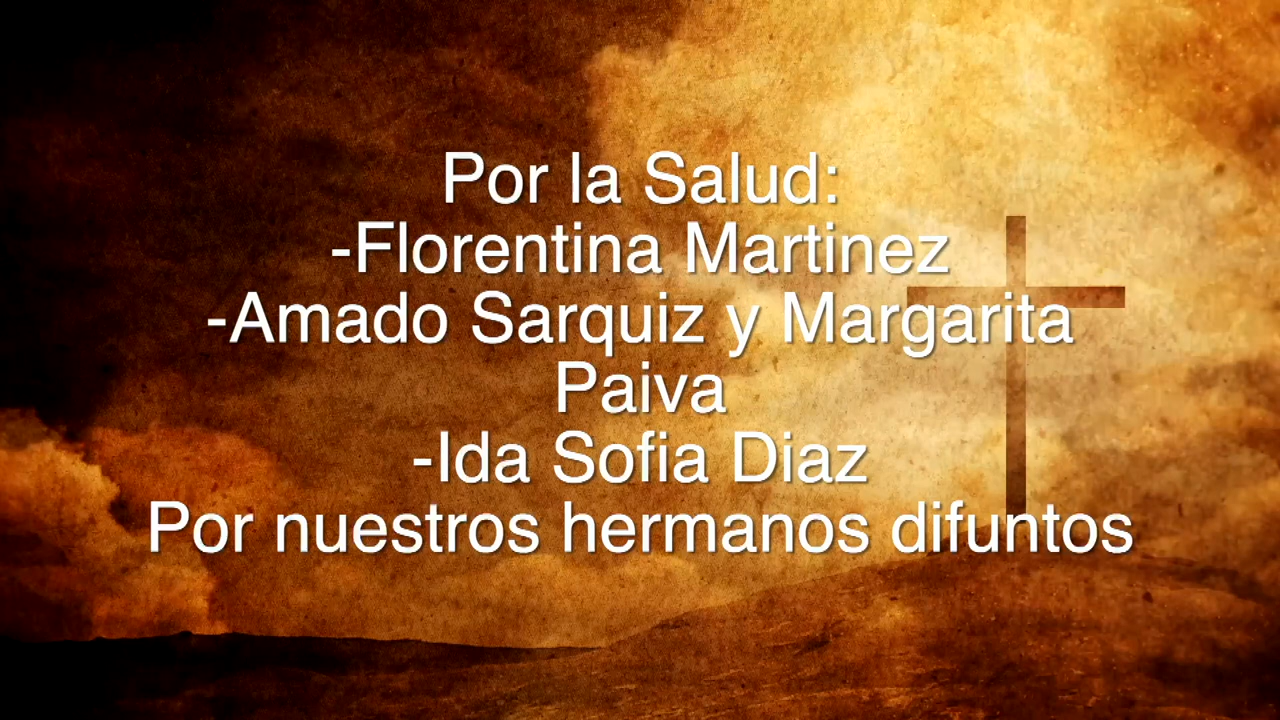 Por la Salud:
-Florentina Martinez
-Amado Sarquiz y Margarita
Paiva
-Ida Sofia Diaz
Por nuestros hermanos difuntos